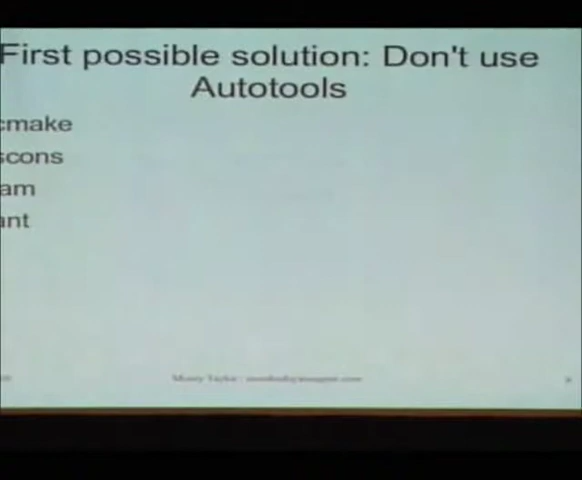 First possible solution: Don't use
Autotools
cmake
scons
am
ant